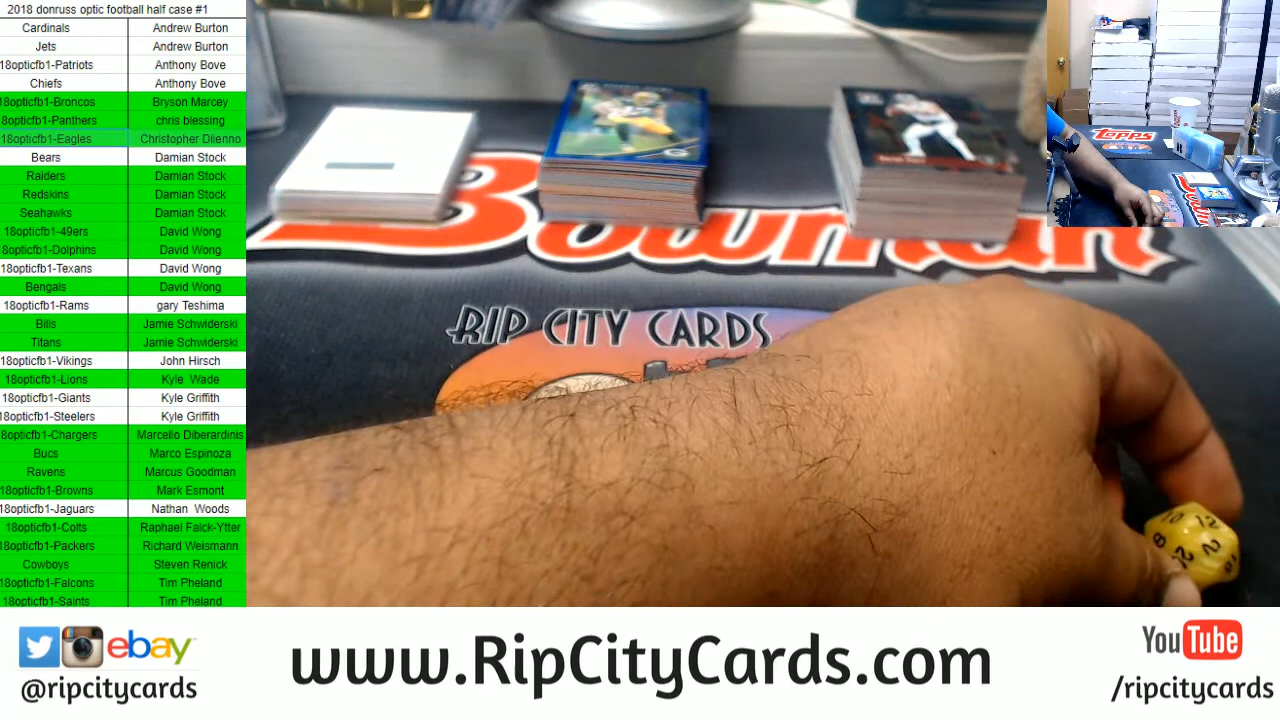 2018 donruss optic football half case #1
Cardinals Andrew Burton
Jets Andrew Burton
18opticfb1-Patriots Anthony Bove
Chiefs Anthony Bove
18opticfb1-Broncos Bryson Marcey
18opticfb1-Panthers chris blessing
18opticfb1-Eagles Christopher Diienno
Bears Damian Stock
Raiders Damian Stock
Redskins Damian Stock
Seahawks Damian Stock
18opticfb1-49ers David Wong
8opticfb1-Dolphins David Wong
18opticfb1-Texans David Wong
Bengals David Wong
18opticfb1-Rams gary Teshima
Bills Jamie Schwiderski
Titans Jamie Schwiderski
18opticfb1-Vikings John Hirsch
18opticfb1-Lions Kyle Wade
18opticfb1-Giants Kyle Griffith
18opticfb1-Steelers Kyle Griffith
8opticfb1-Chargers Marcello Diberardinis
Bucs Marco Espinoza
Ravens Marcus Goodman
18opticfb1-Browns Mark Esmont
18opticfb1-Jaguars Nathan Woods
18opticfb1-Colts Raphael Falck-Ytter
18opticfb1-Packers Richard Weismann
Cowboys Steven Renick
18opticfb1-Falcons Tim Pheland
18opticfb1-Saints Tim Pheland
Topps
Bowman
Bowman
RIP CITY CARDS
12
2
8
ebay
@ripcitycards
www.RipCityCards.com
YouTube
/ripcitycards